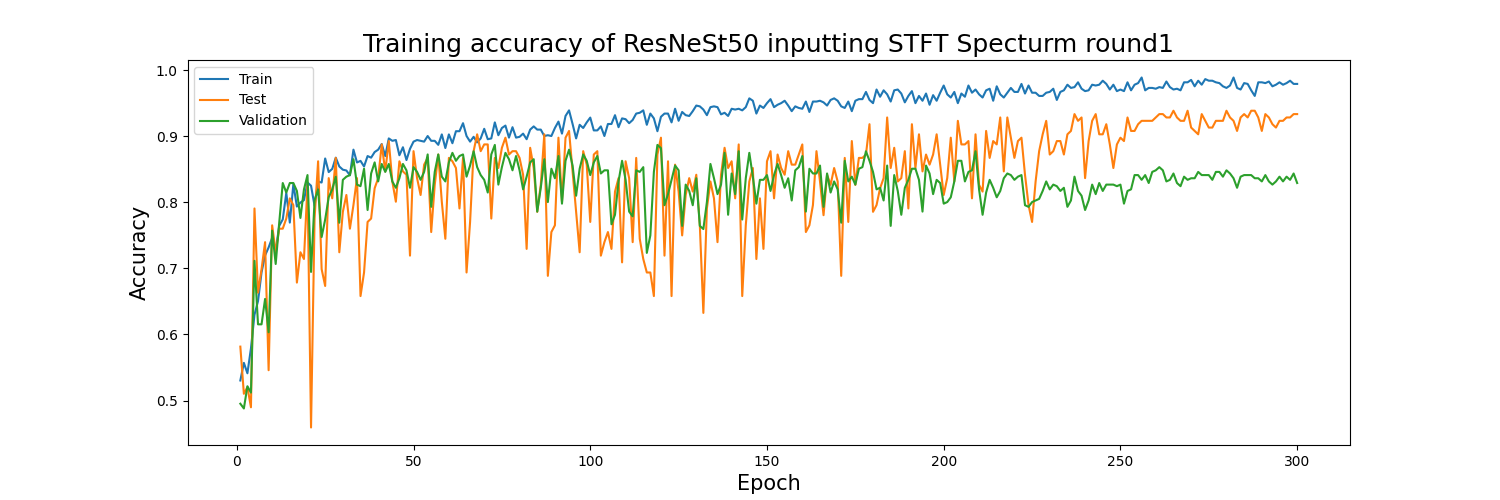 Training accuracy of ResNeSt50 inputting STFT Specturm round1
Train
Test
Validation
1.0
0.9
0.8
0.7
0.6
0.5
Accuracy
0 50 100 150 200 250 300
Epoch